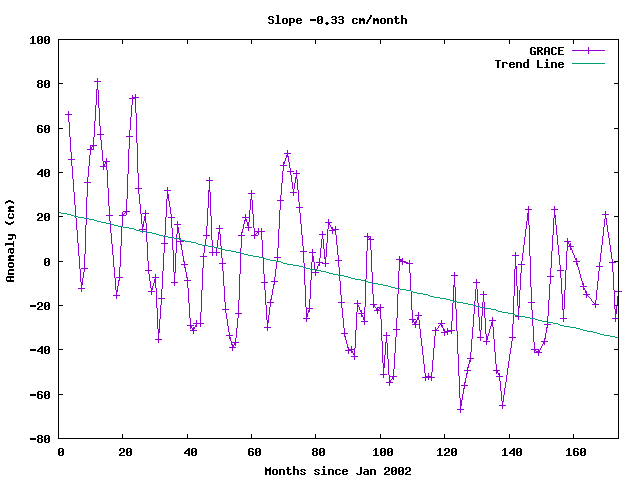 Slope -0.33 cm/month
GRACE
Trend Line
100
80
60
40
20
0
-20
-40
-60
-80
Anomaly (cm)
0 20 40 60 80 100 120 140 160
Months since Jan 2002